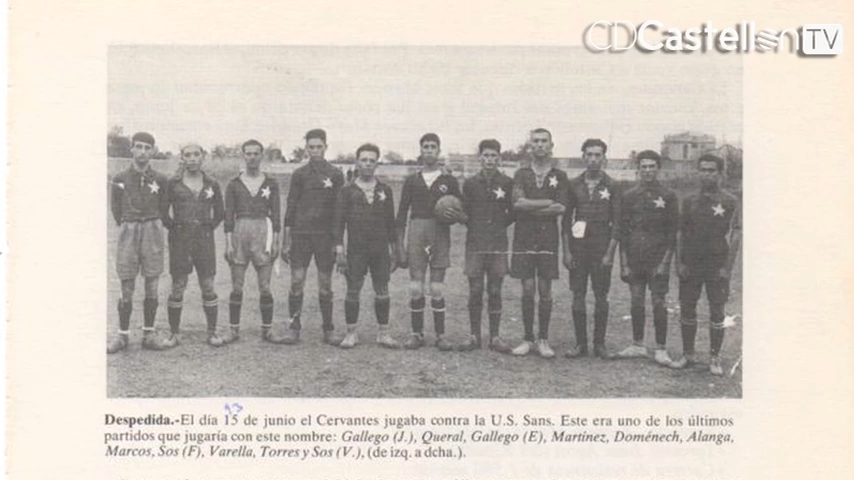 CDCastellon TV
Despedida.-El día 15 de junio el Cervantes jugaba contra la U.S. Sans. Este era uno de los últimos
partidos que jugaría con este nombre: Gallego (J.), Queral, Gallego (E), Martínez, Doménech, Alanga,
Marcos, Sos (F), Varella, Torres y Sos (V.), (de izq. a dcha.).